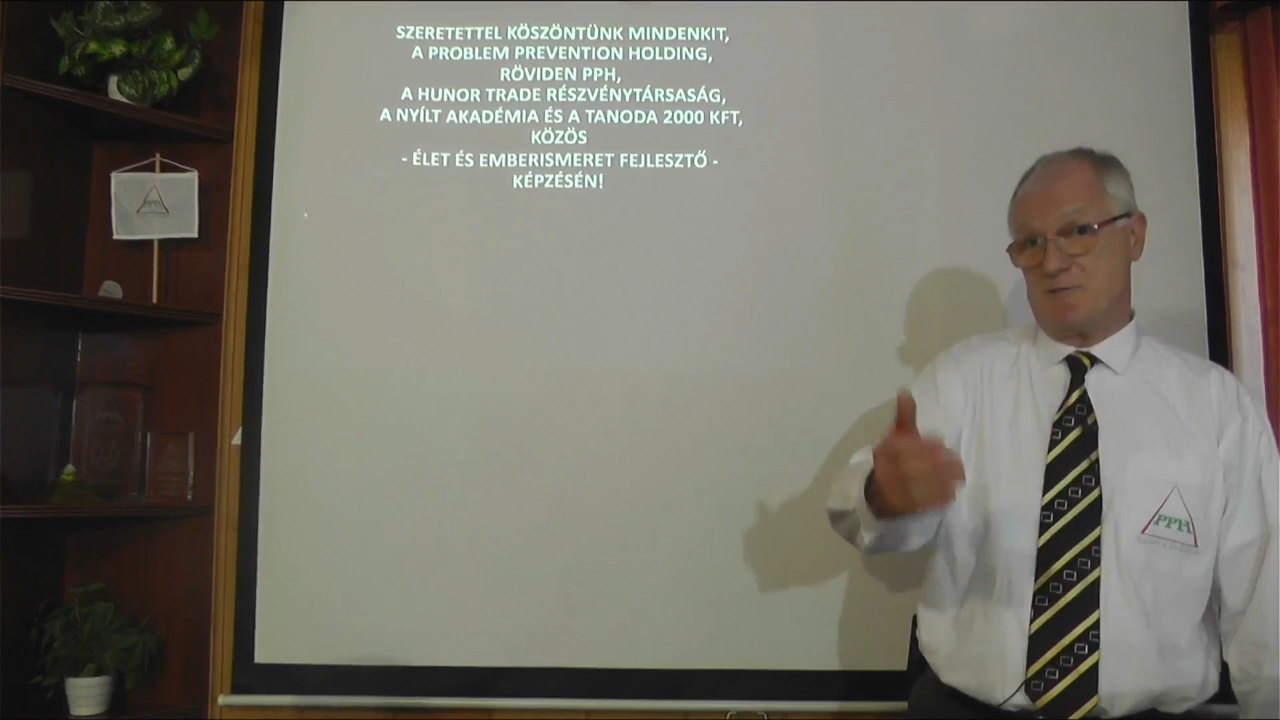 SZERETETTEL KÖSZÖNTÜNK MINDENKIT,
A PROBLEM PREVENTION HOLDING,
RÖVIDEN PPH,
A HUNOR TRADE RÉSZVÉNYTÁRSASÁG,
A NYÍLT AKADÉMIA ÉS A TANODA 2000 KFT,
KÖZÖS
- ÉLET ÉS EMBERISMERET FEJLESZTŐ -
KÉPZÉSÉN!
PPH
PPH